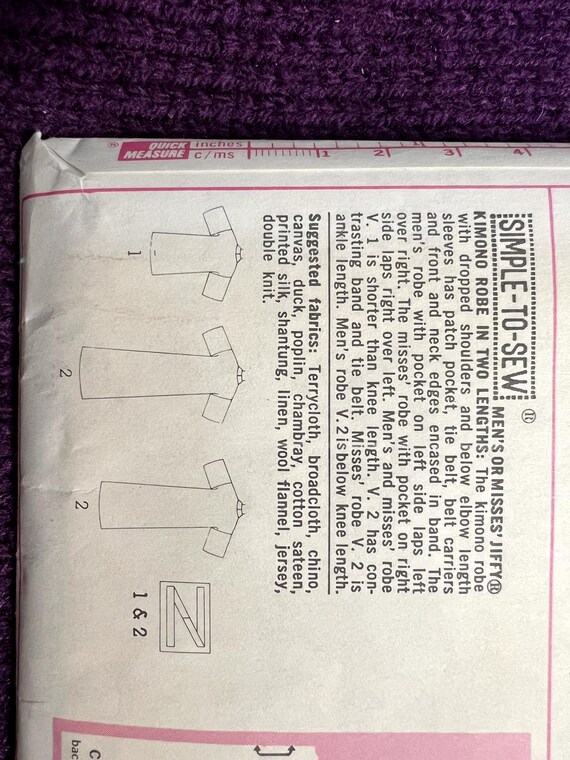 ® QUICK inches
MEASURE c/ms 1 2 3 4
SIMPLE-TO-SEW® MEN'S OR MISSES' JIFFY®
KIMONO ROBE IN TWO LENGTHS: The kimono robe
with dropped shoulders and below elbow length
sleeves has patch pocket, tie belt, belt carriers
and front and neck edges encased in band. The
men's robe with pocket on left side laps left
over right. The misses' robe with pocket on right
side laps right over left. Men's and misses' robe
V. 1 is shorter than knee length. V. 2 has con-
trasting band and tie belt. Misses' robe V. 2 is
ankle length. Men's robe V. 2 is below knee length.
Suggested fabrics: Terrycloth, broadcloth, chino,
canvas, duck, poplin, chambray, cotton sateen,
printed silk, shantung, linen, wool flannel, jersey,
double knit.
1
2
2
1 & 2
bac